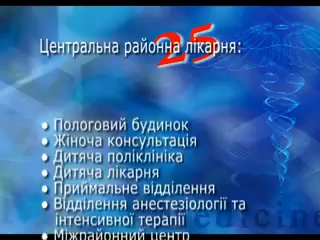 25
Центральна районна лікарня:
● Пологовий будинок
● Жіноча консультація
● Дитяча поліклініка
● Дитяча лікарня
● Приймальне відділення
● Відділення анестезіології та
інтенсивної терапії
● Міжрайонний центр
edicine